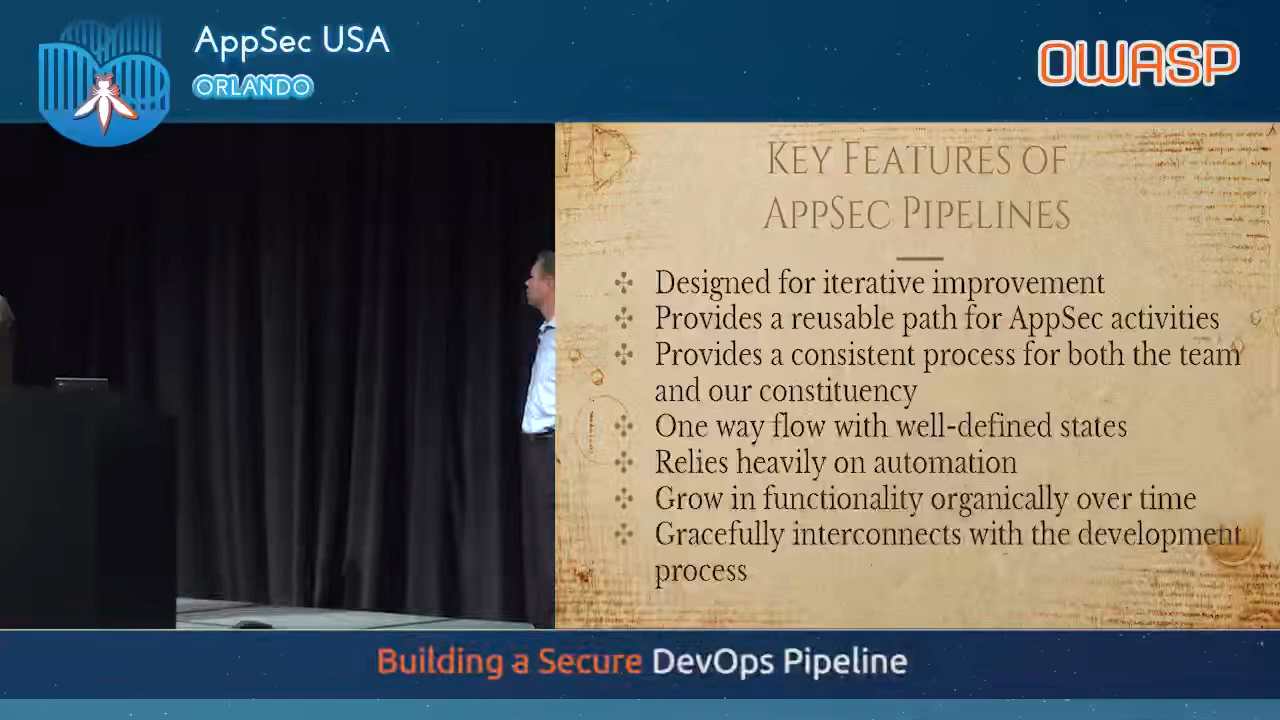 AppSec USA
ORLANDO
OWASP
KEY FEATURES OF
APPSEC PIPELINES
Designed for iterative improvement
Provides a reusable path for AppSec activities
Provides a consistent process for both the team
and our constituency
One way flow with well-defined states
Relies heavily on automation
Grow in functionality organically over time
Gracefully interconnects with the development
process
Building a Secure DevOps Pipeline